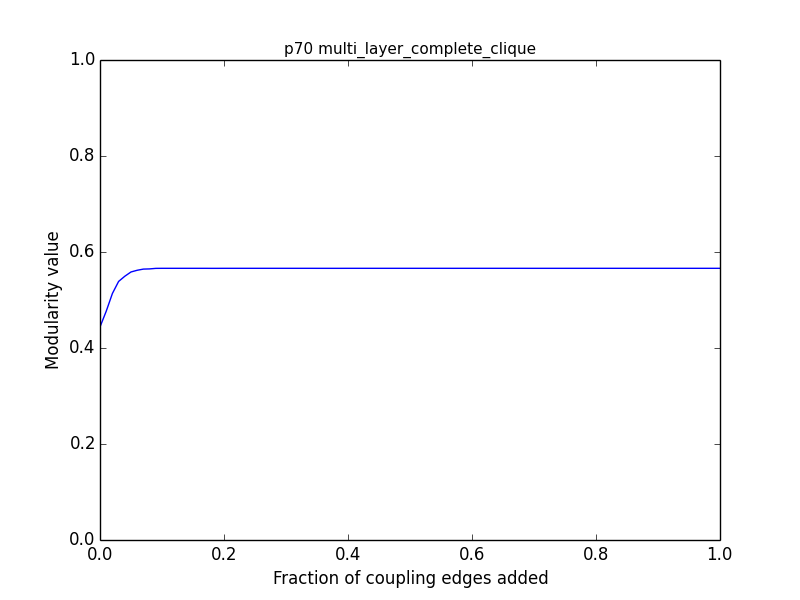 p70 multi_layer_complete_clique
1.0
0.8
0.6
0.4
0.2
0.0
Modularity value
0.0 0.2 0.4 0.6 0.8 1.0
Fraction of coupling edges added